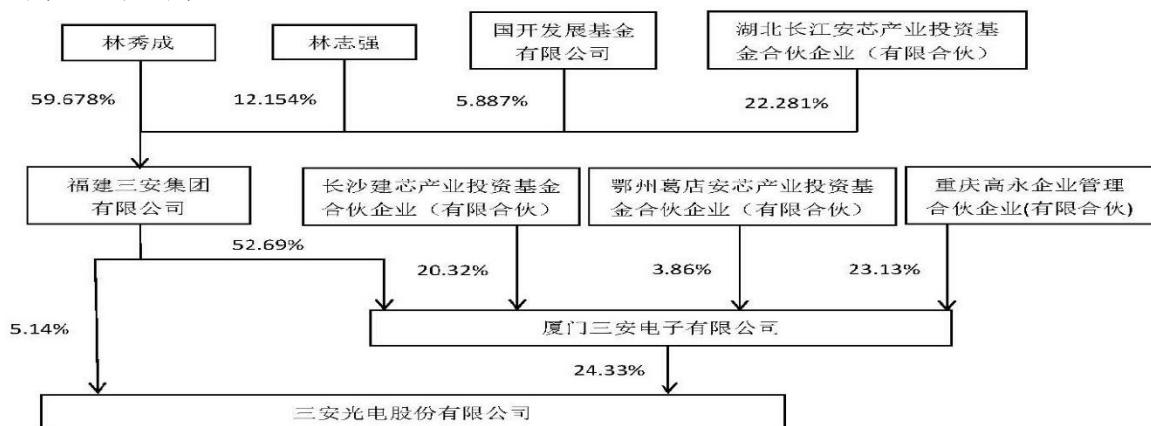 林秀成
林志强
国开发展基金
有限公司
湖北长江安芯产业投资基
金合伙企业（有限合伙）
59.678%
12.154%
5.887%
22.281%
福建三安集团
有限公司
长沙建芯产业投资基金
合伙企业（有限合伙）
鄂州葛店安芯产业投资基
金合伙企业（有限合伙）
重庆高永企业管理
合伙企业(有限合伙)
52.69%
20.32%
3.86%
23.13%
5.14%
厦门三安电子有限公司
24.33%
三安光电股份有限公司